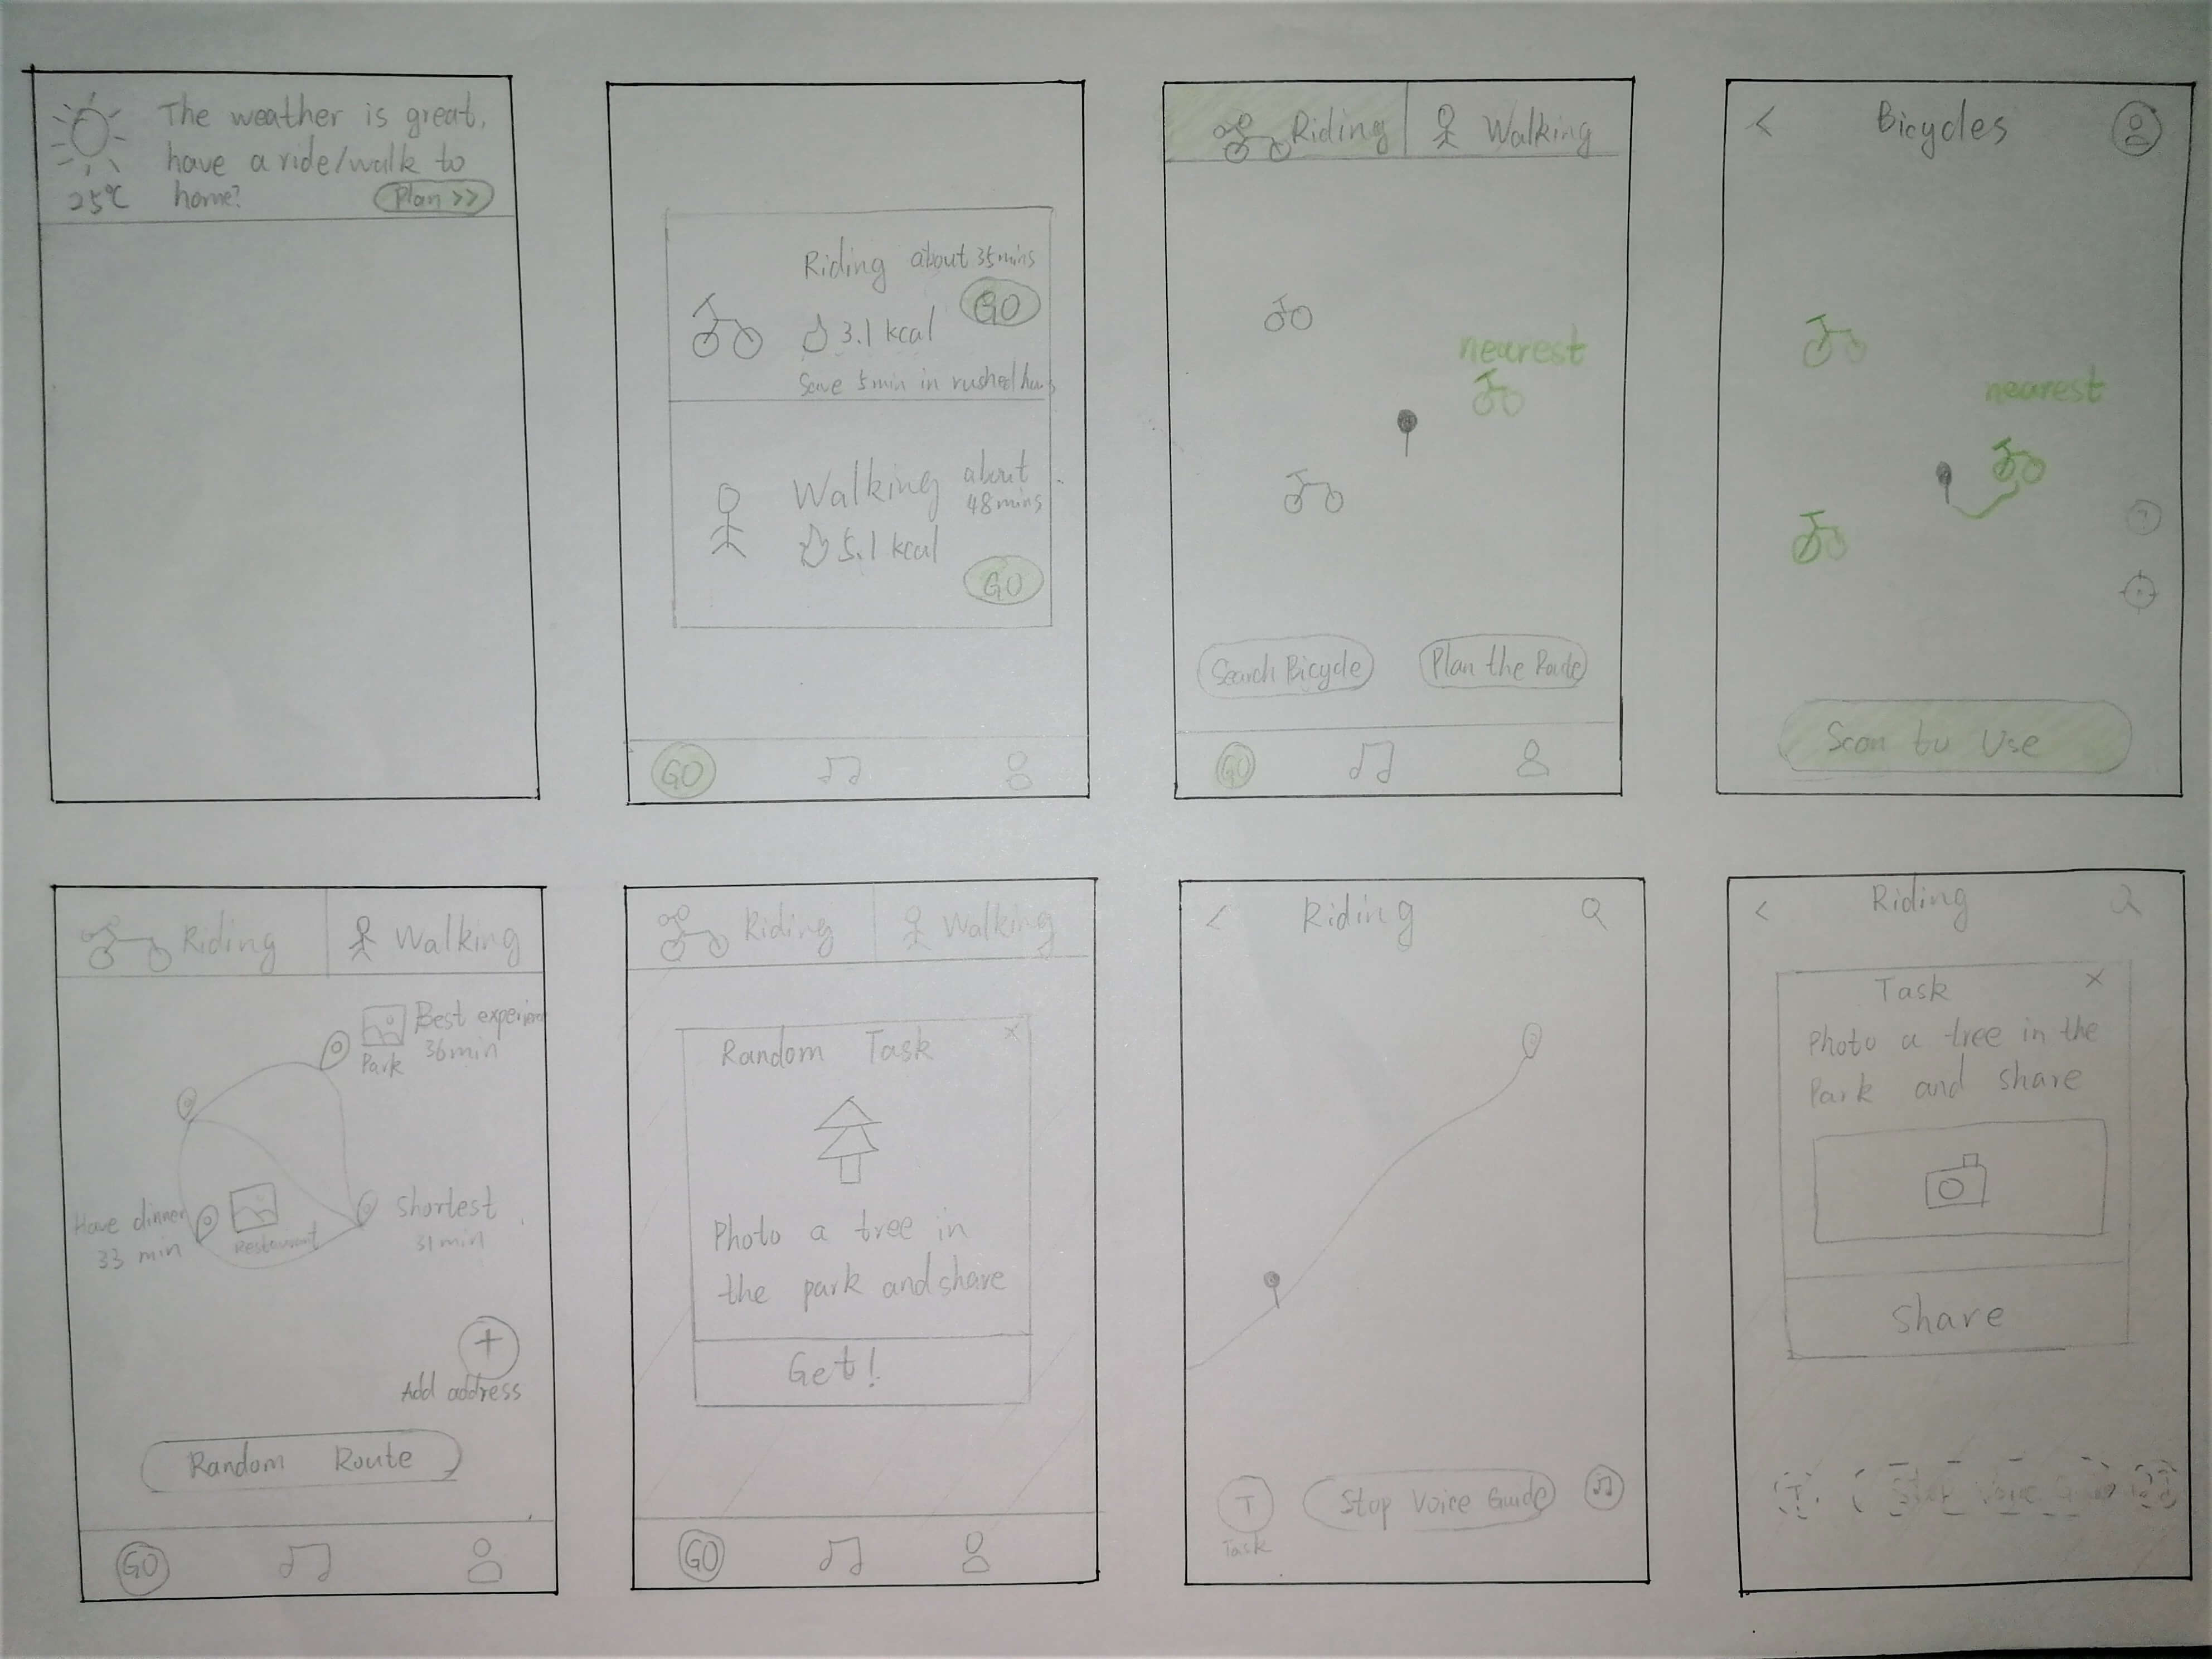 The weather is great,
have a ride/walk to
25℃ home?
Plan >>
Riding about 35mins
GO
3.1 kcal
Save 5min in rushed
Walking about
48mins
5.1 kcal
GO
GO
Riding
Walking
nearest
Search Bicycle
Plan the Route
GO
<
Bicycles
nearest
Scan to Use
Riding
Walking
Best
36min
Park
Have dinner
33 min
Restaurant
shortest
31min
+
Add address
Random Route
GO
Riding
Walking
Random Task
×
Photo a tree in
the park and share
Get!
GO
<
Riding
T
Task
Stop Voice Guide
<
Riding
Task
×
Photo a tree in the
Park and share
Share
T